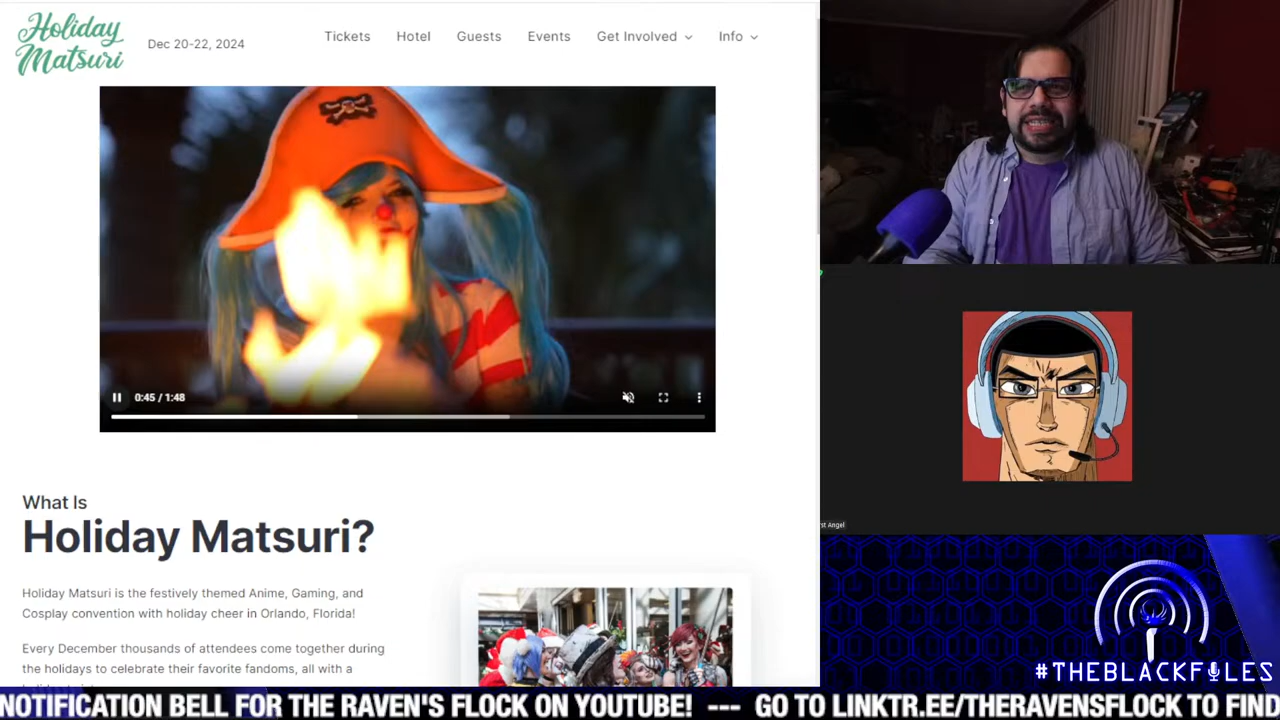 Holiday
Matsuri
Dec 20-22, 2024
Tickets
Hotel
Guests
Events
Get Involved
Info
0:45 / 1:48
What Is
Holiday Matsuri?
Holiday Matsuri is the festively themed Anime, Gaming, and
Cosplay convention with holiday cheer in Orlando, Florida!
Every December thousands of attendees come together during
the holidays to celebrate their favorite fandoms, all with a
st Angel
#THEBLACKFILES
NOTIFICATION BELL FOR THE RAVEN'S FLOCK ON YOUTUBE! --- GO TO LINKTR.EE/THERAVENSFLOCK TO FIND